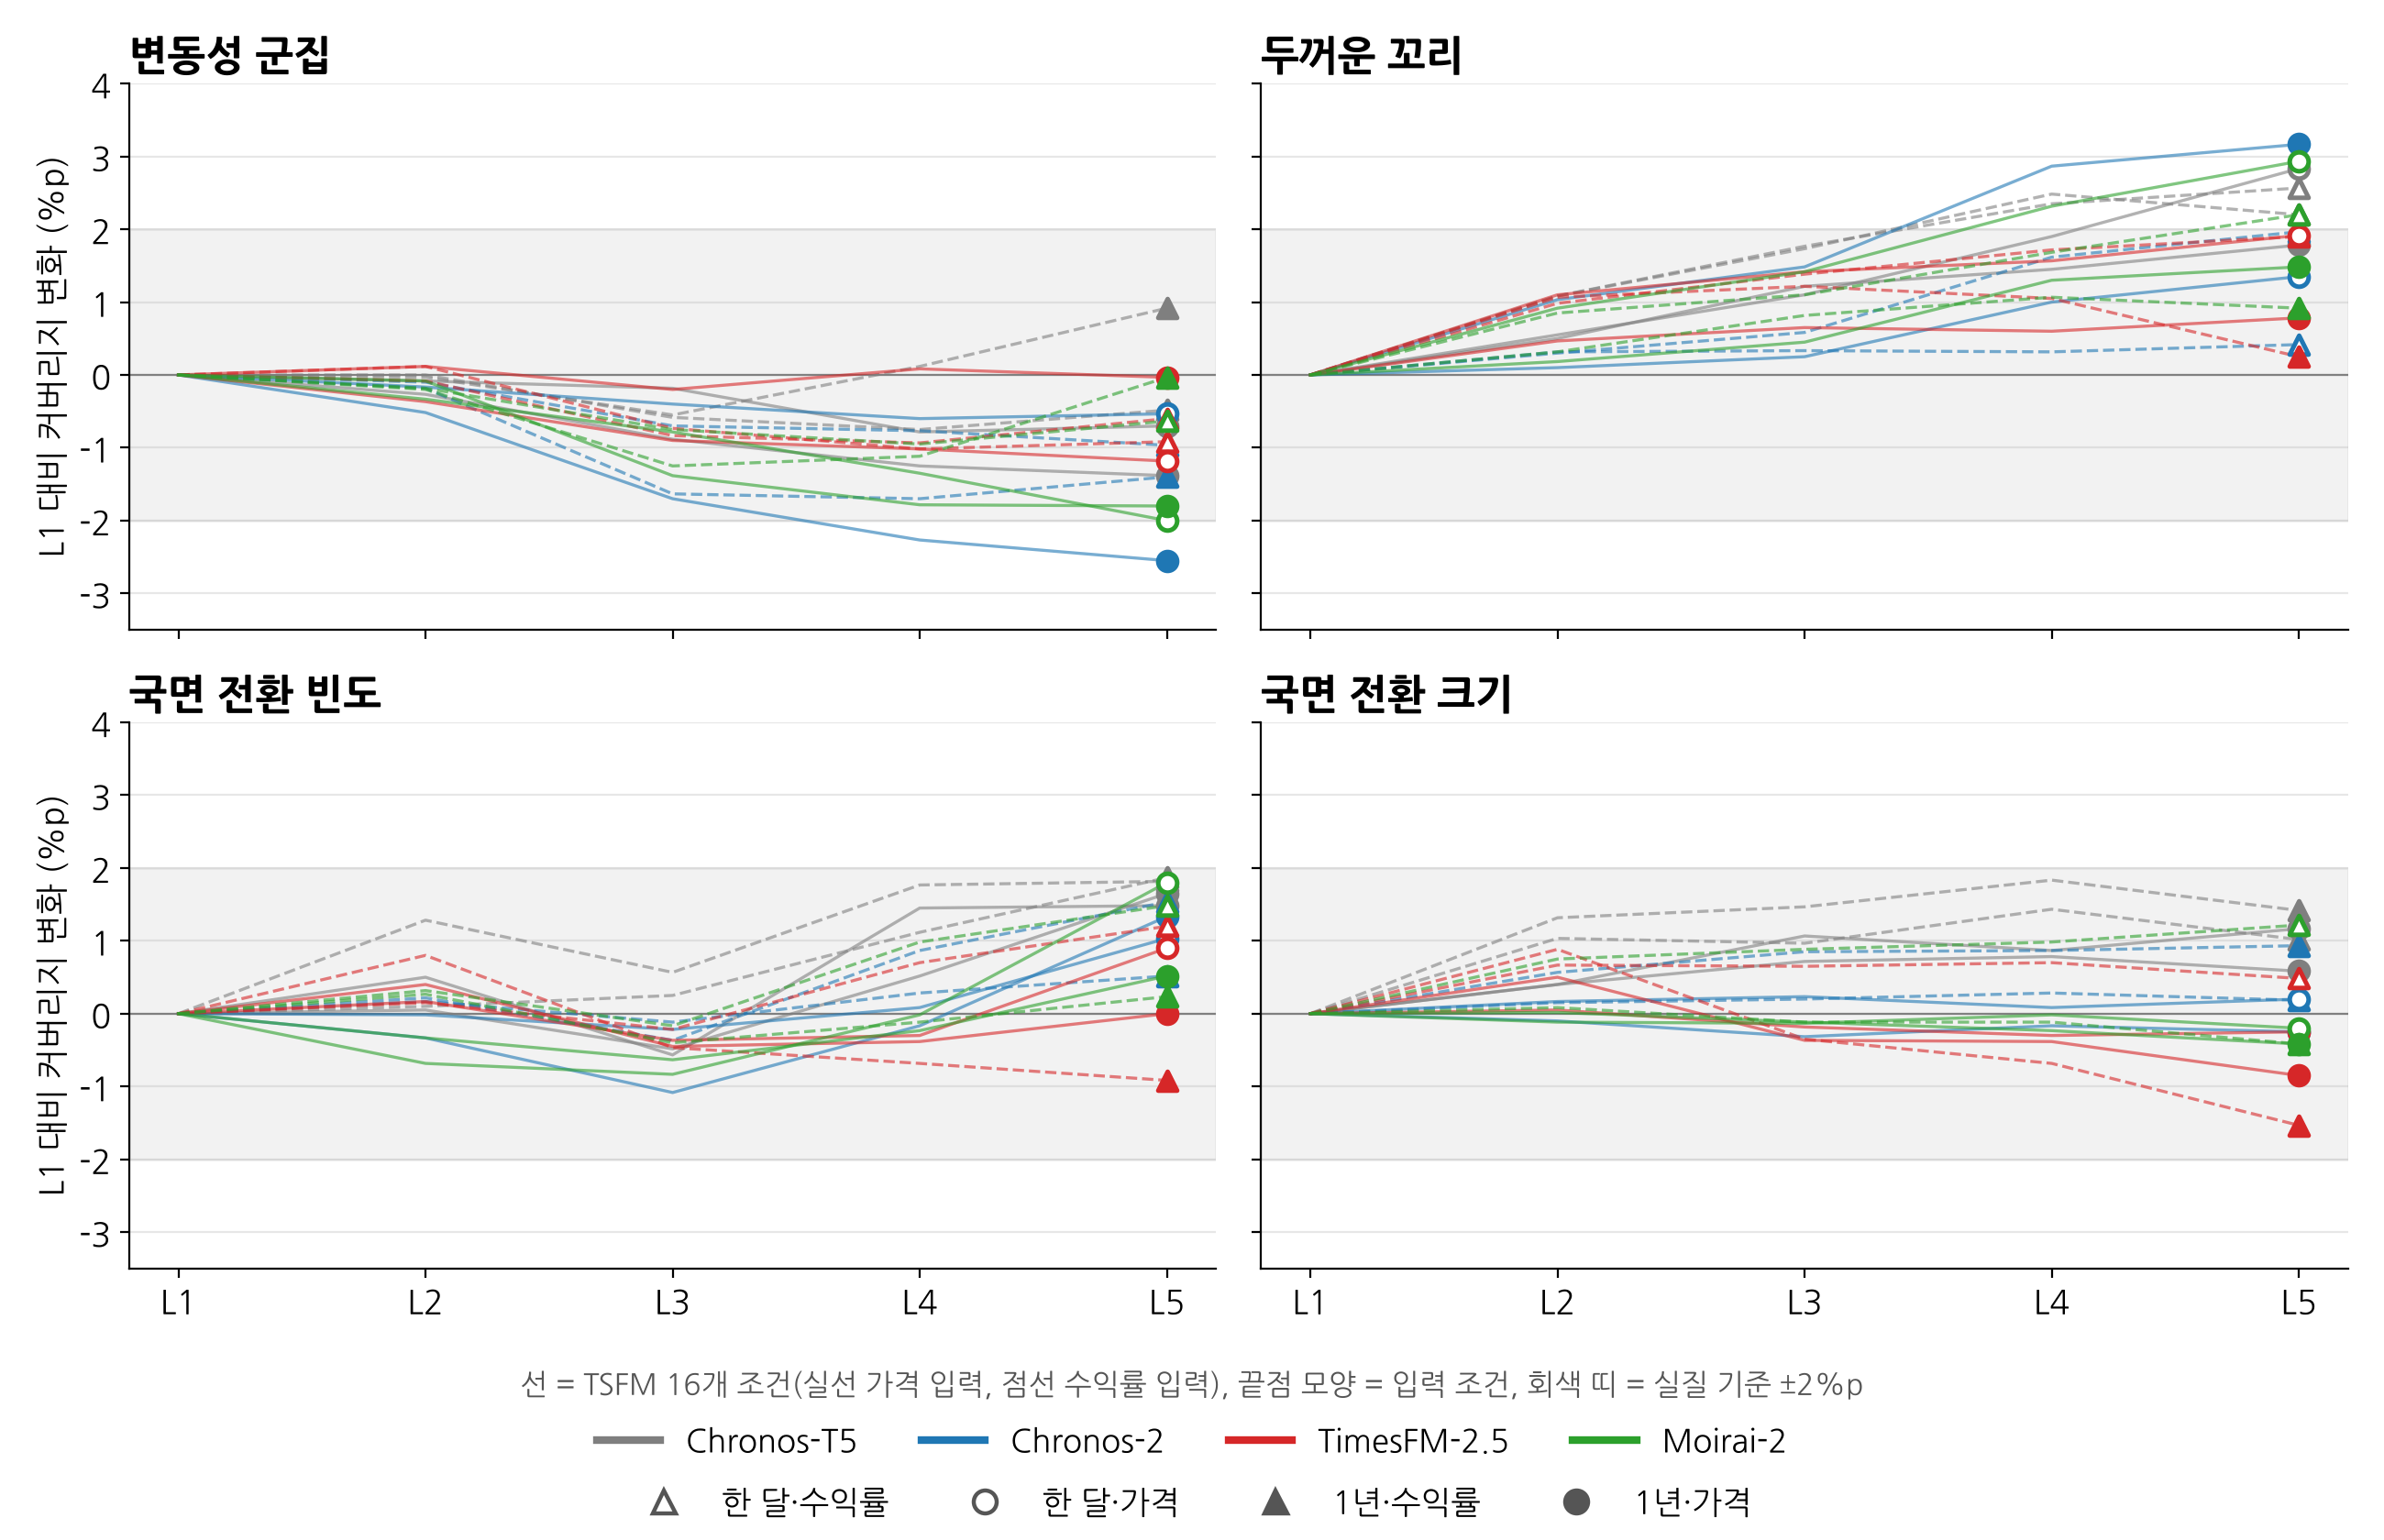 변동성 군집
두꺼운 꼬리
L1 대비 커버리지 변화 (%p)
4
3
2
1
0
-1
-2
-3
국면 전환 빈도
국면 전환 크기
L1 대비 커버리지 변화 (%p)
4
3
2
1
0
-1
-2
-3
L1 L2 L3 L4 L5
L1 L2 L3 L4 L5
선 = TSFM 16개 조건(실선 가격 입력, 점선 수익률 입력), 끝점 모양 = 입력 조건, 회색 띠 = 실질 기준 ±2%p
Chronos-T5 Chronos-2 TimesFM-2.5 Moirai-2
한 달·수익률 한 달·가격 1년·수익률 1년·가격